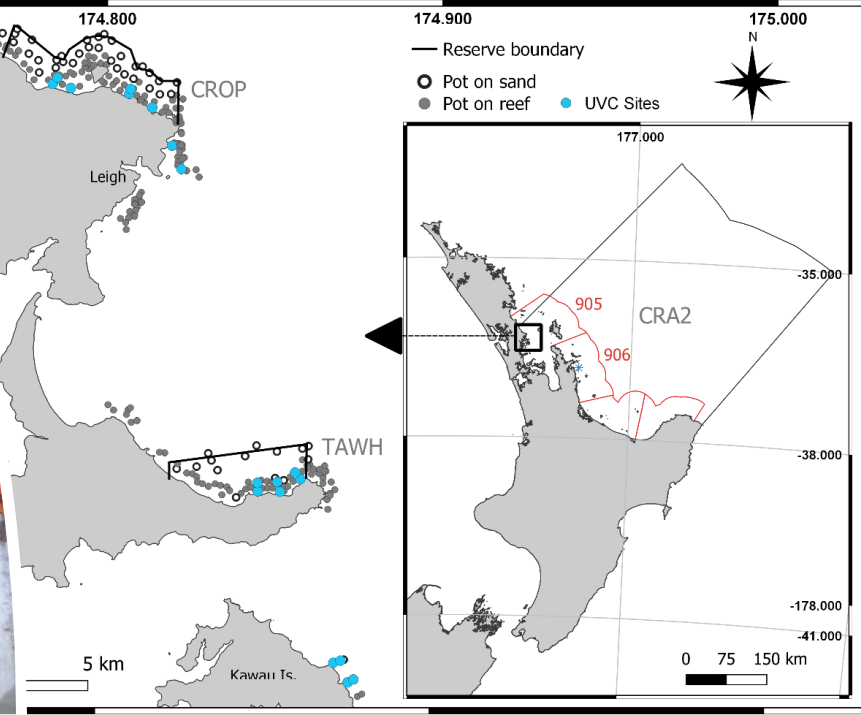 174.800
174.900
175.000
N
Reserve boundary
Pot on sand
Pot on reef
UVC Sites
CROP
Leigh
177.000
-35.000
905
CRA2
906
TAWH
-38.000
-178.000
-41.000
5 km
Kawau Is.
0 75 150 km